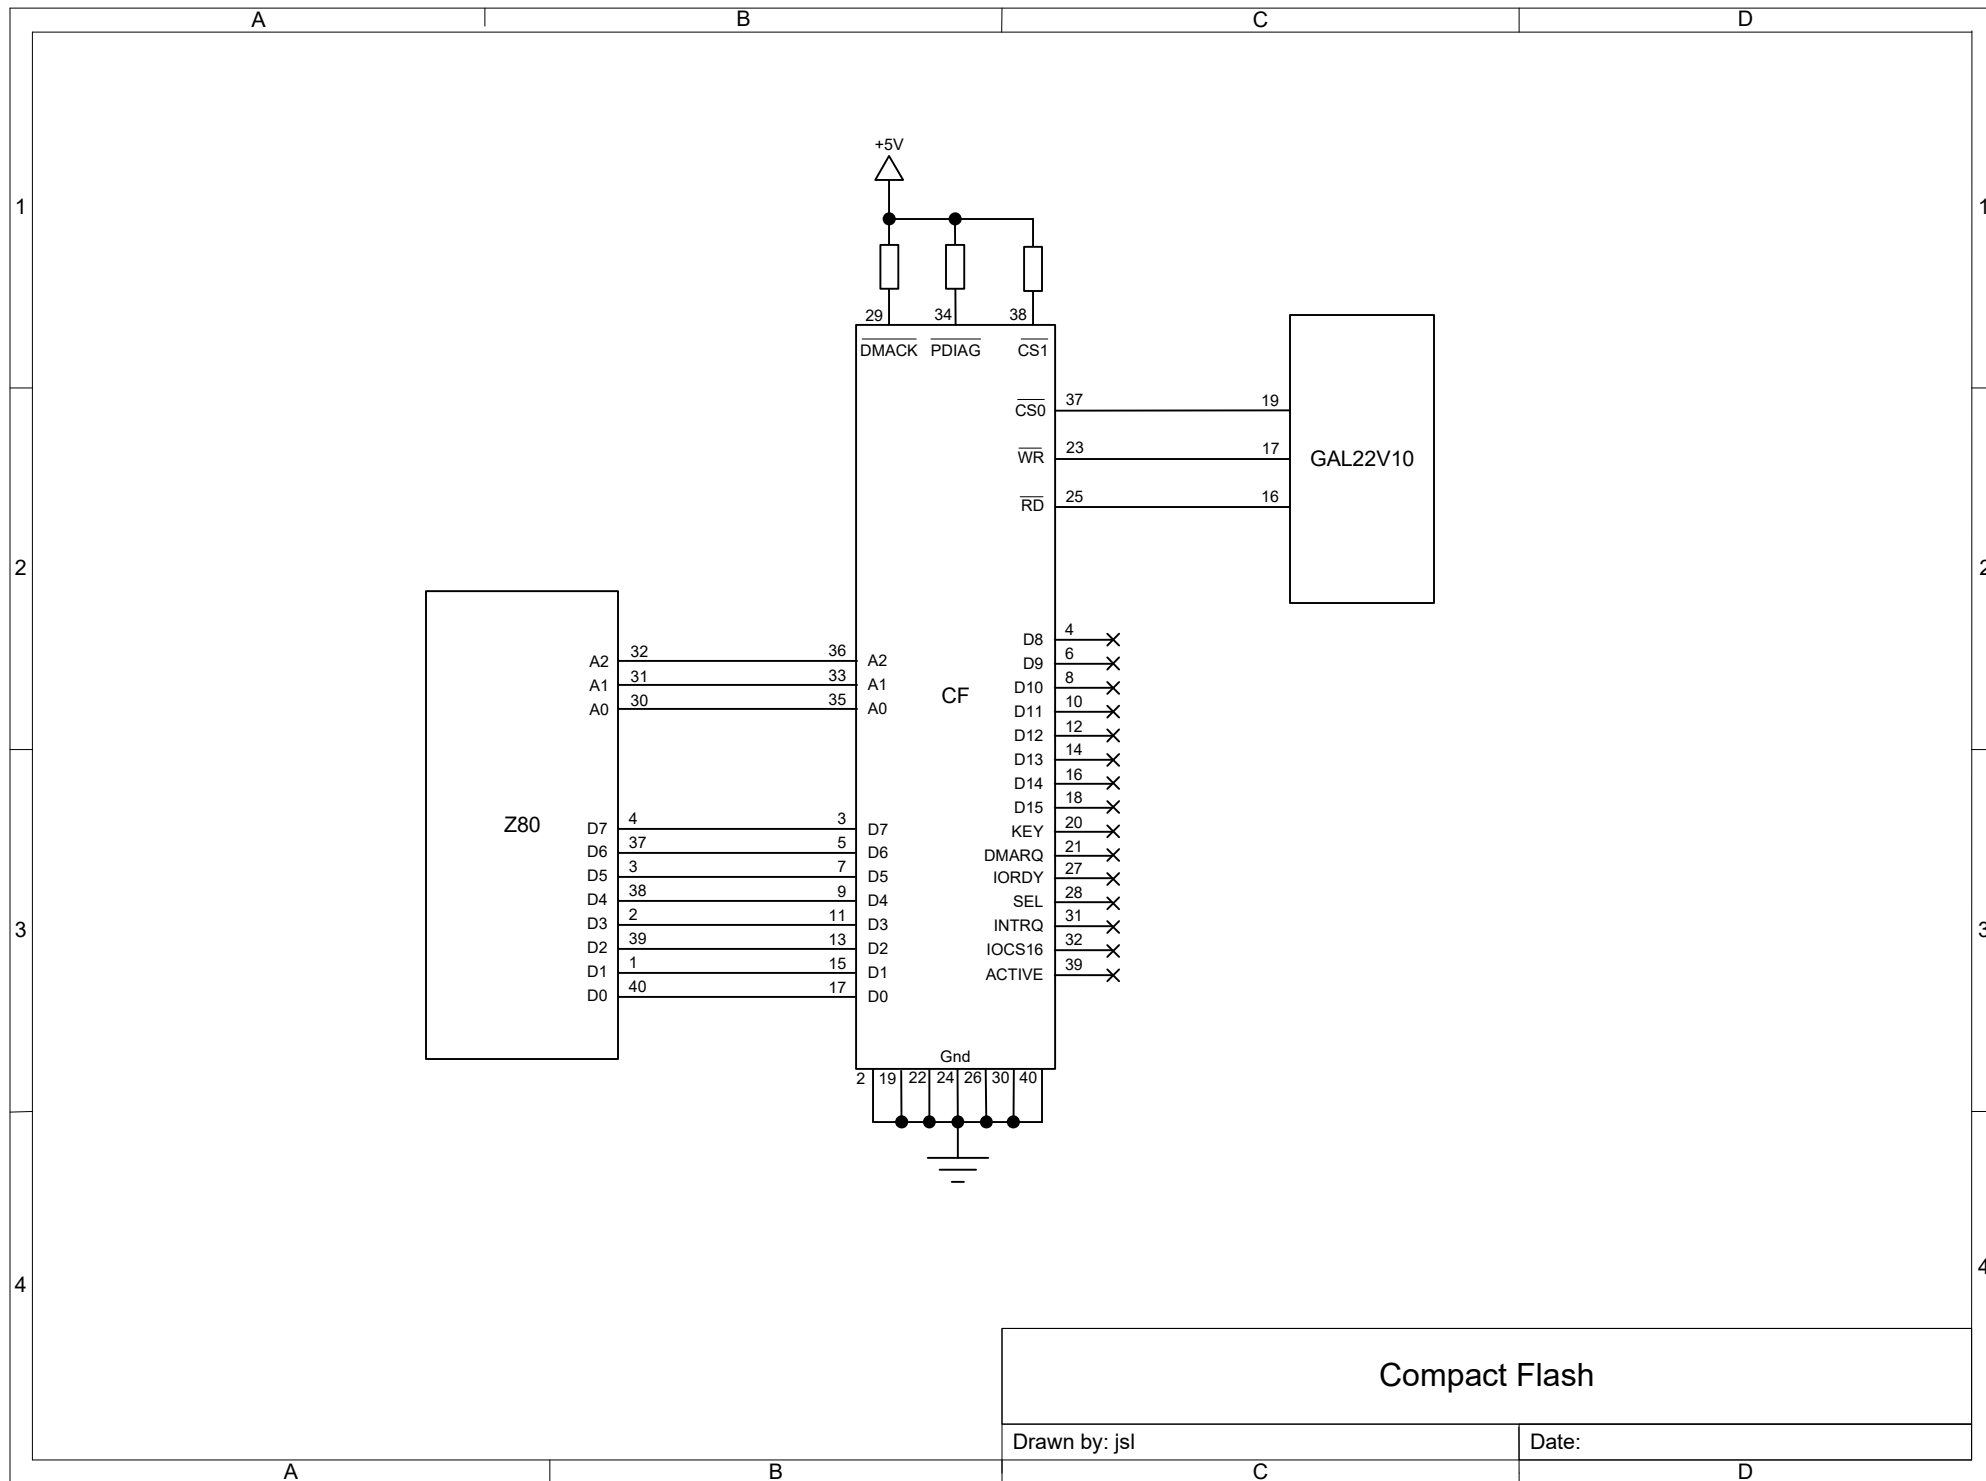 A B C D
+5V
1 1
29 34 38
DMACK PDIAG CS1
CS0 37 19
WR 23 17 GAL22V10
RD 25 16
2 2
D8 4
A2 32 36 A2 D9 6
A1 31 33 A1 CF D10 8
A0 30 35 A0 D11 10
D12 12
D13 14
D14 16
D15 18
Z80 D7 4 3 D7 KEY 20
D6 37 5 D6 DMARQ 21
D5 3 7 D5 IORDY 27
D4 38 9 D4 SEL 28
3 D3 2 11 D3 INTRQ 31 3
D2 39 13 D2 IOCS16 32
D1 1 15 D1 ACTIVE 39
D0 40 17 D0
Gnd
2 19 22 24 26 30 40
4 4
Compact Flash
Drawn by: jsl Date:
A B C D